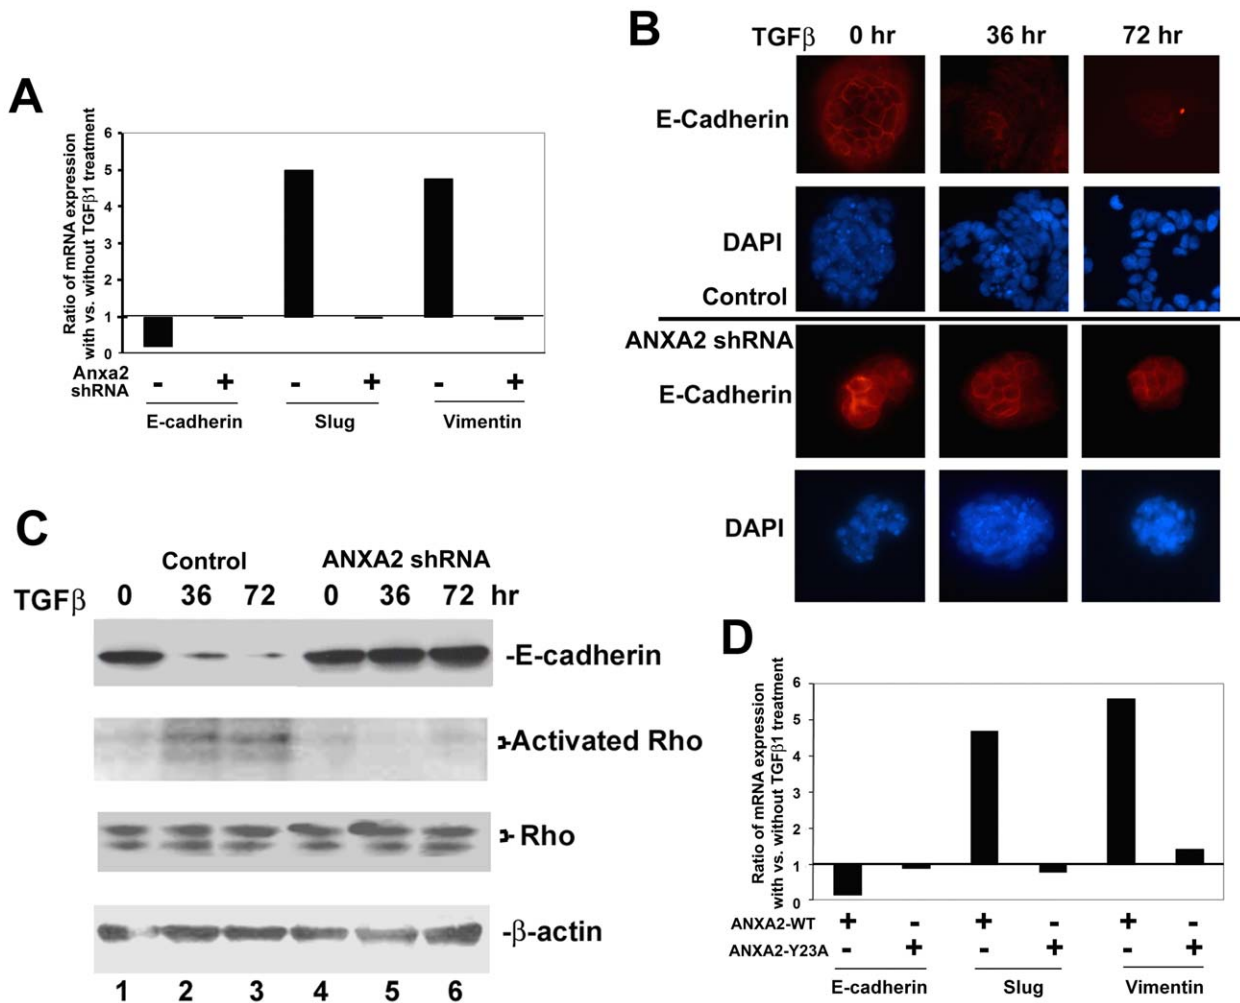 A
Ratio of mRNA expression
with vs. without TGFβ1 treatment
6
5
4
3
2
1
0
Anxa2
shRNA
- + - + - +
E-cadherin Slug Vimentin
B
TGFβ 0 hr 36 hr 72 hr
E-Cadherin
DAPI
Control
ANXA2 shRNA
E-Cadherin
DAPI
C
Control ANXA2 shRNA
TGFβ 0 36 72 0 36 72 hr
-E-cadherin
Activated Rho
Rho
-β-actin
1 2 3 4 5 6
D
Ratio of mRNA expression
with vs. without TGFβ1 treatment
6
5
4
3
2
1
0
ANXA2-WT + - + - + -
ANXA2-Y23A - + - + - +
E-cadherin Slug Vimentin